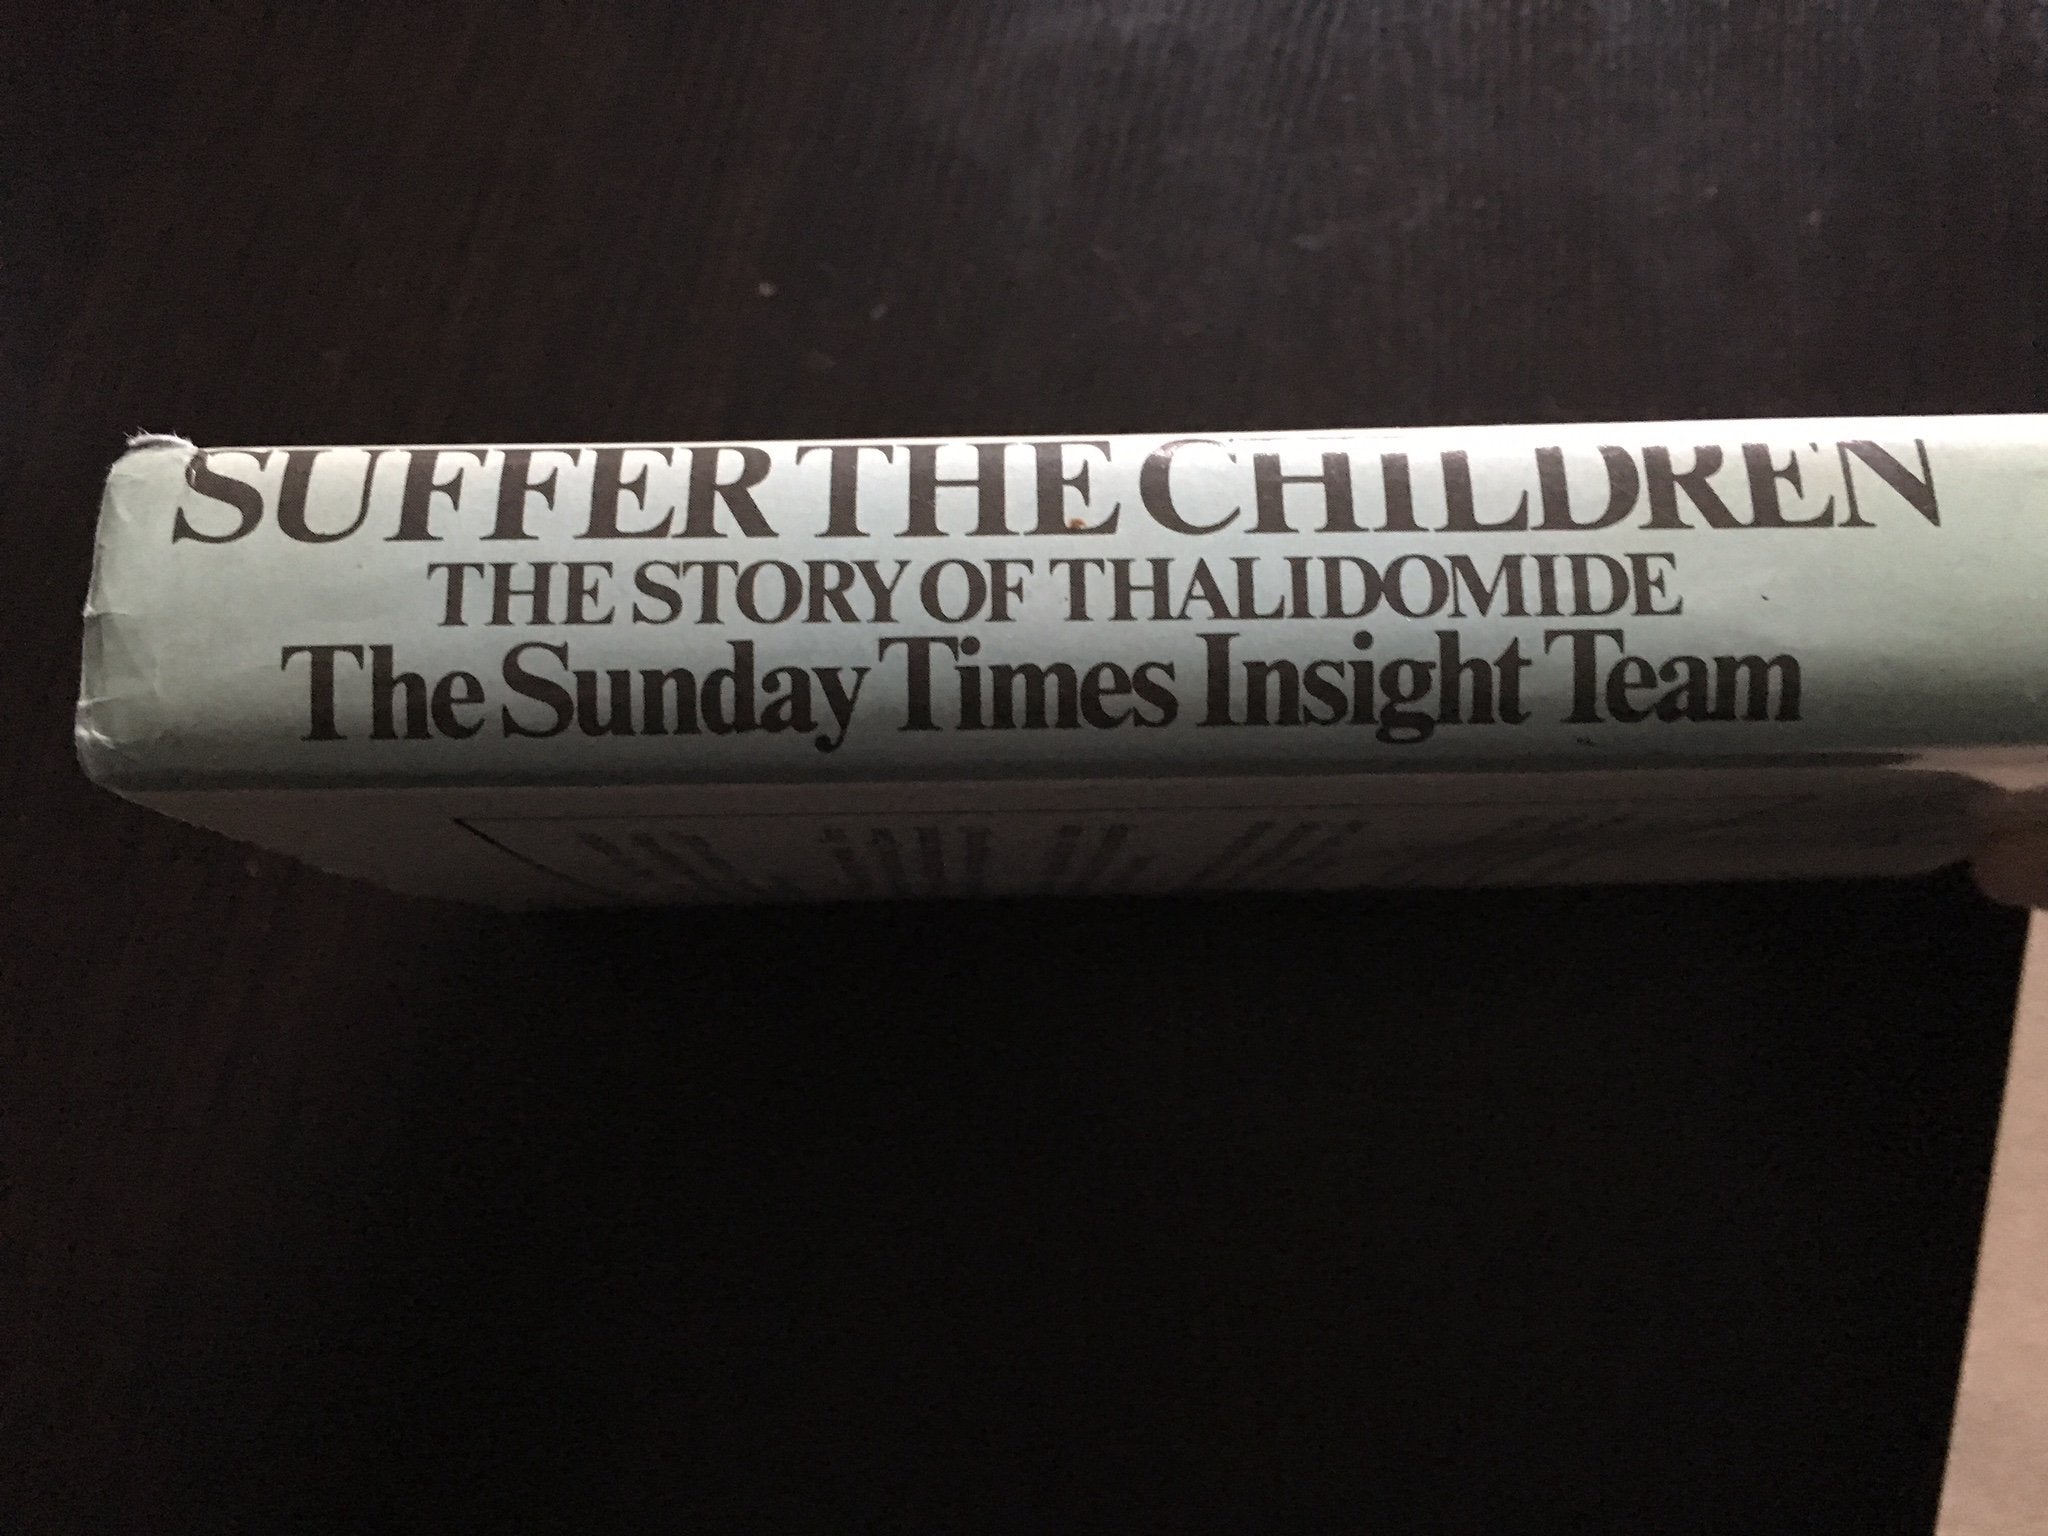 SUFFER THE CHILDREN
THE STORY OF THALIDOMIDE
The Sunday Times Insight Team